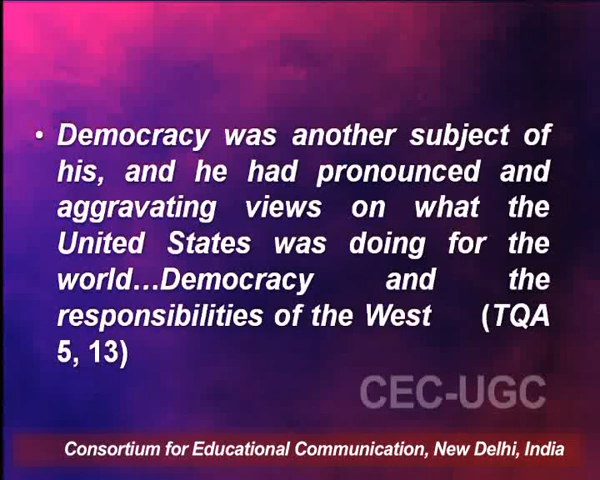 • Democracy was another subject of
his, and he had pronounced and
aggravating views on what the
United States was doing for the
world…Democracy and the
responsibilities of the West (TQA
5, 13)
CEC-UGC
Consortium for Educational Communication, New Delhi, India